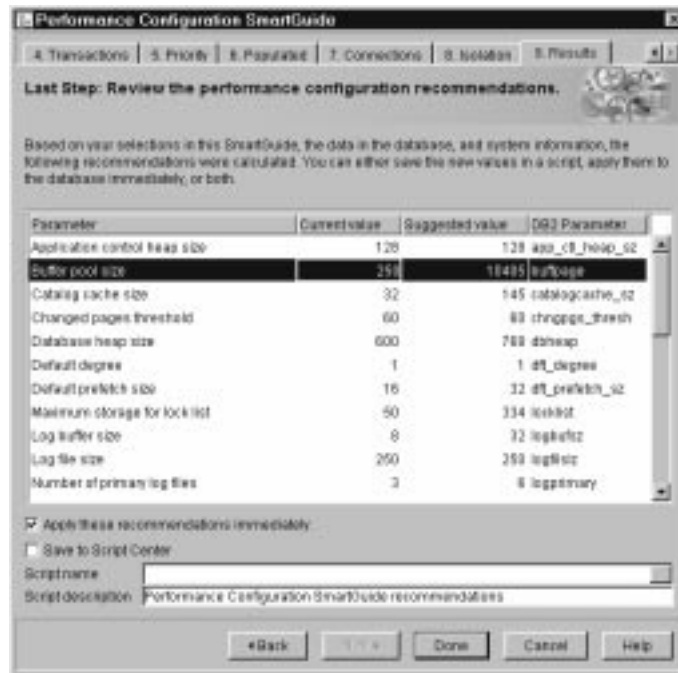 Performance Configuration SmartGuide
4. Transactions 5. Priority 6. Populated 7. Connections 8. Isolation 9. Results
Last Step: Review the performance configuration recommendations.
Based on your selections in this SmartGuide, the data in the database, and system information, the
following recommendations were calculated. You can either save the new values in a script, apply them to
the database immediately, or both.
Parameter Current value Suggested value DB2 Parameter
Application control heap size 128 128 app_ctl_heap_sz
Buffer pool size 250 buffpage
Catalog cache size 32 145 catalogcache_sz
Changed pages threshold 60 60 chngpgs_thresh
Database heap size 600 dbheap
Default degree 1 1 dft_degree
Default prefetch size 16 32 dft_prefetch_sz
Maximum storage for lock list 50 334 locklist
Log buffer size 8 32 logbufsz
Log file size 250 250 logfilsiz
Number of primary log files 3 6 logprimary
Apply these recommendations immediately
Save to Script Center
Script name
Script description Performance Configuration SmartGuide recommendations
Back Done Cancel Help